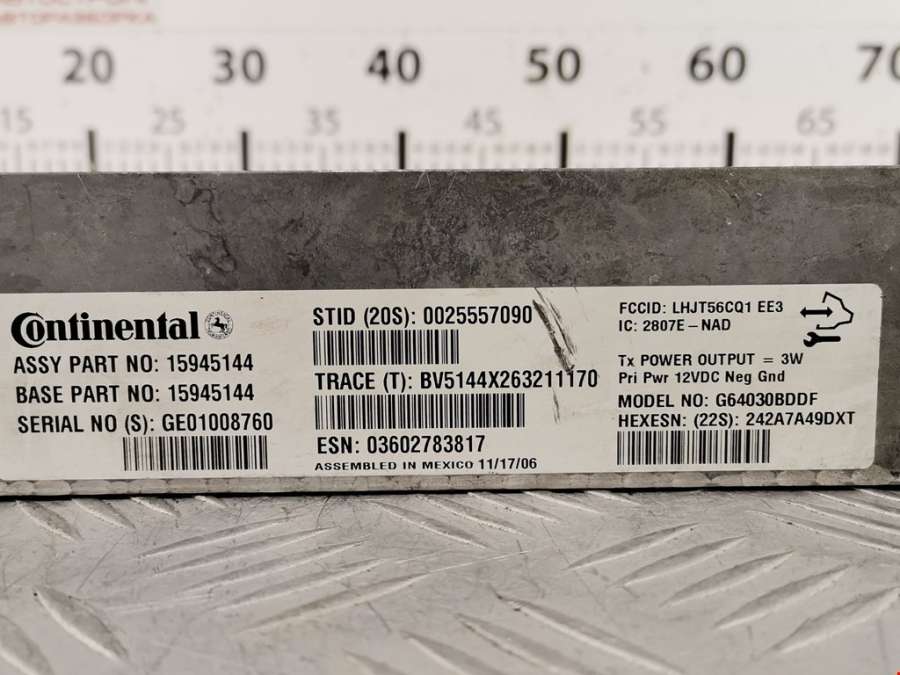 АВТОРАЗБОРКА
20 30 40 50 60 70
15 25 35 45 55 65
Continental
ASSY PART NO: 15945144
BASE PART NO: 15945144
SERIAL NO (S): GE01008760
STID (20S): 0025557090
TRACE (T): BV5144X263211170
ESN: 03602783817
ASSEMBLED IN MEXICO 11/17/06
FCCID: LHJT56CQ1 EE3
IC: 2807E-NAD
Tx POWER OUTPUT = 3W
Pri Pwr 12VDC Neg Gnd
MODEL NO: G64030BDDF
HEXESN: (22S): 242A7A49DXT